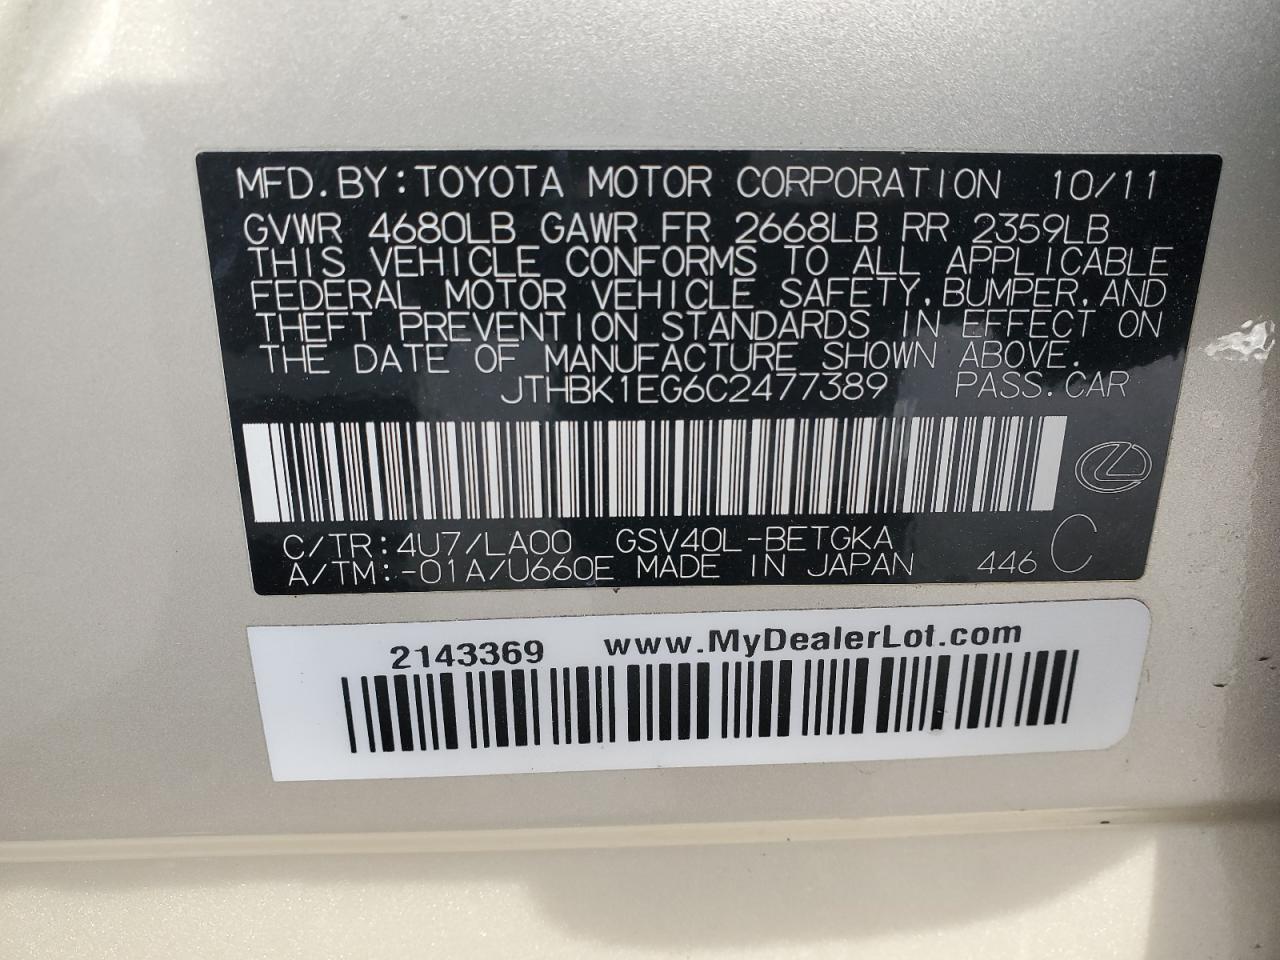 MFD.BY:TOYOTA MOTOR CORPORATION 10/11
GVWR 4680LB GAWR FR 2668LB RR 2359LB
THIS VEHICLE CONFORMS TO ALL APPLICABLE
FEDERAL MOTOR VEHICLE SAFETY,BUMPER,AND
THEFT PREVENTION STANDARDS IN EFFECT ON
THE DATE OF MANUFACTURE SHOWN ABOVE.
JTHBK1EG6C2477389 PASS.CAR
C/TR:4U7/LA00 GSV40L-BETGKA
A/TM:-01A/U660E MADE IN JAPAN 446 C
2143369 www.MyDealerLot.com